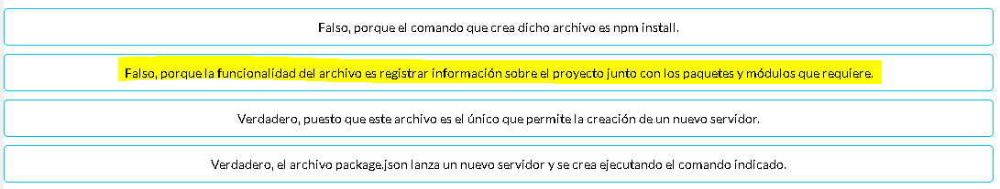 Falso, porque el comando que crea dicho archivo es npm install.
Falso, porque la funcionalidad del archivo es registrar información sobre el proyecto junto con los paquetes y módulos que requiere.
Verdadero, puesto que este archivo es el único que permite la creación de un nuevo servidor.
Verdadero, el archivo package.json lanza un nuevo servidor y se crea ejecutando el comando indicado.